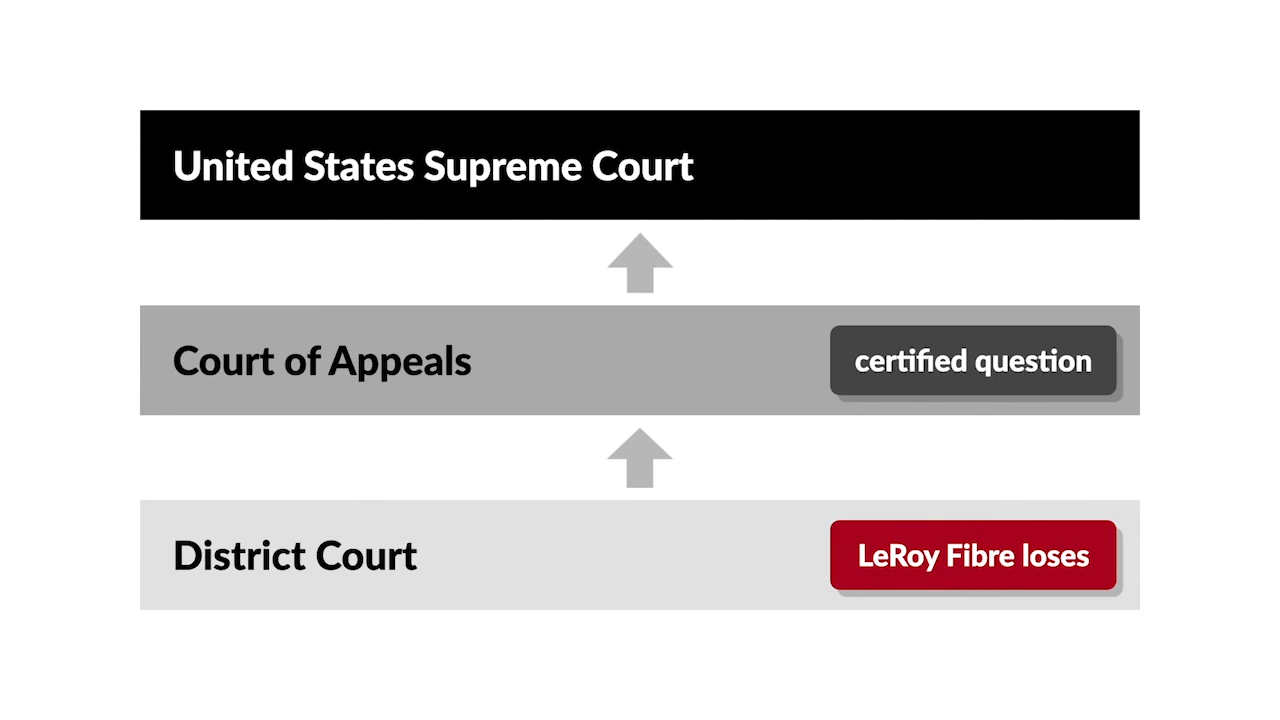 United States Supreme Court
Court of Appeals
certified question
District Court
LeRoy Fibre loses